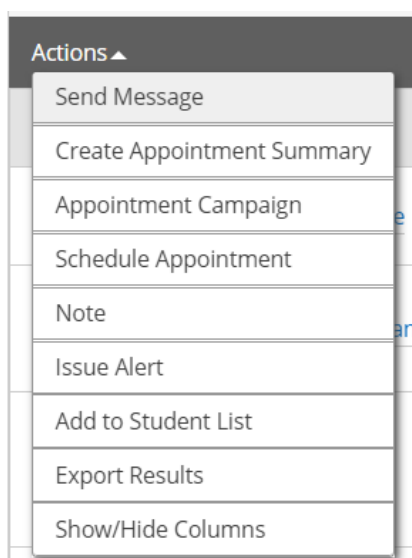 Actions
Send Message
Create Appointment Summary
Appointment Campaign
Schedule Appointment
Note
Issue Alert
Add to Student List
Export Results
Show/Hide Columns